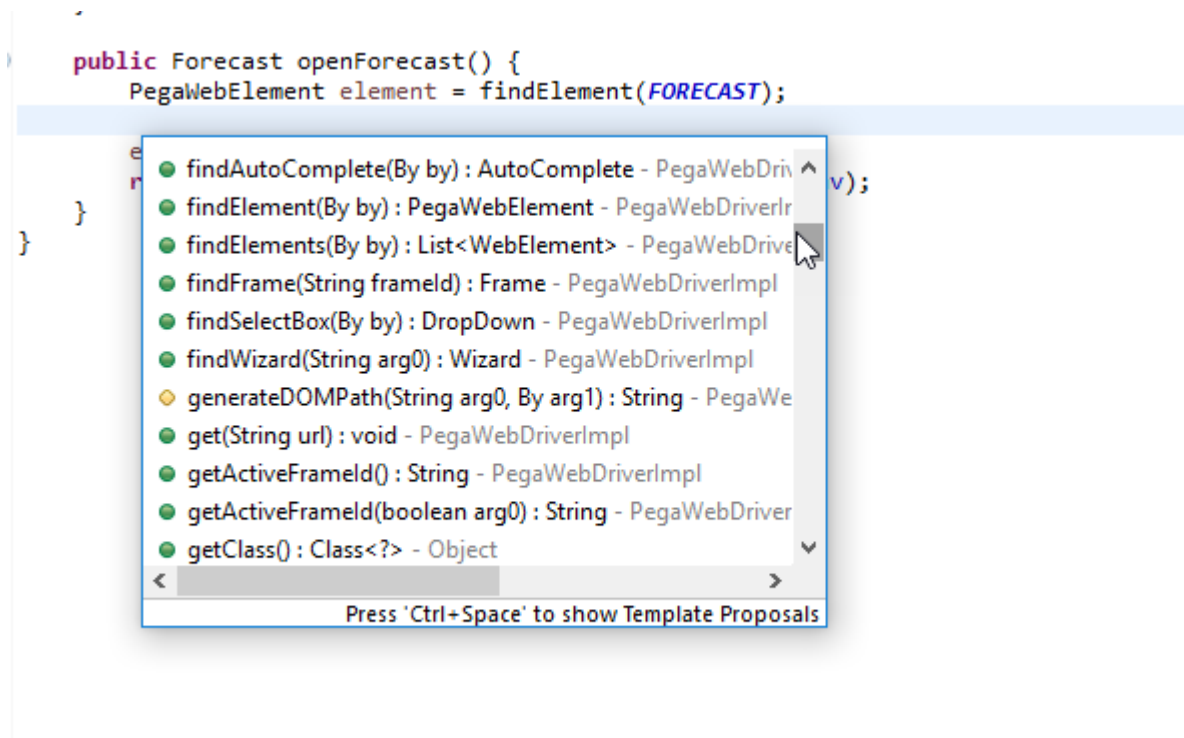 }
public Forecast openForecast() {
PegaWebElement element = findElement(FORECAST);
e
r v);
}
}
findAutoComplete(By by) : AutoComplete - PegaWebDriv
findElement(By by) : PegaWebElement - PegaWebDriverIr
findElements(By by) : List<WebElement> - PegaWebDrive
findFrame(String frameId) : Frame - PegaWebDriverImpl
findSelectBox(By by) : DropDown - PegaWebDriverImpl
findWizard(String arg0) : Wizard - PegaWebDriverImpl
generateDOMPath(String arg0, By arg1) : String - PegaWe
get(String url) : void - PegaWebDriverImpl
getActiveFrameId() : String - PegaWebDriverImpl
getActiveFrameId(boolean arg0) : String - PegaWebDriver
getClass() : Class<?> - Object
Press 'Ctrl+Space' to show Template Proposals